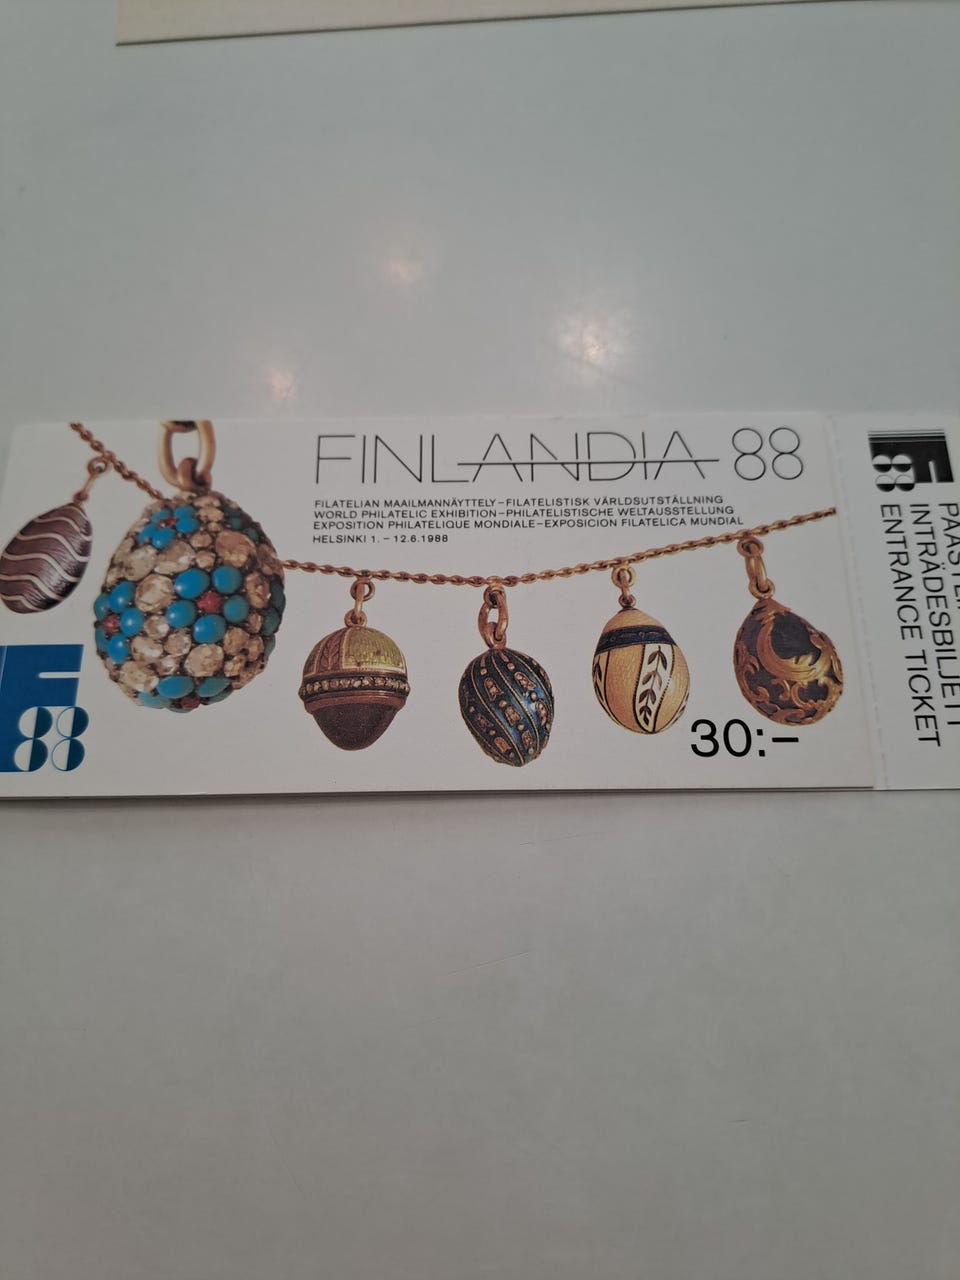 FINLANDIA 88
FILATELIAN MAAILMANNÄYTTELY–FILATELISTISK VÄRLDSUTSTÄLLNING
WORLD PHILATELIC EXHIBITION–PHILATELISTISCHE WELTAUSSTELLUNG
EXPOSITION PHILATELIQUE MONDIALE–EXPOSICION FILATELICA MUNDIAL
HELSINKI 1. – 12.6.1988
30:–
F 88
F 88
INTRÄDESBILJETT
ENTRANCE TICKET